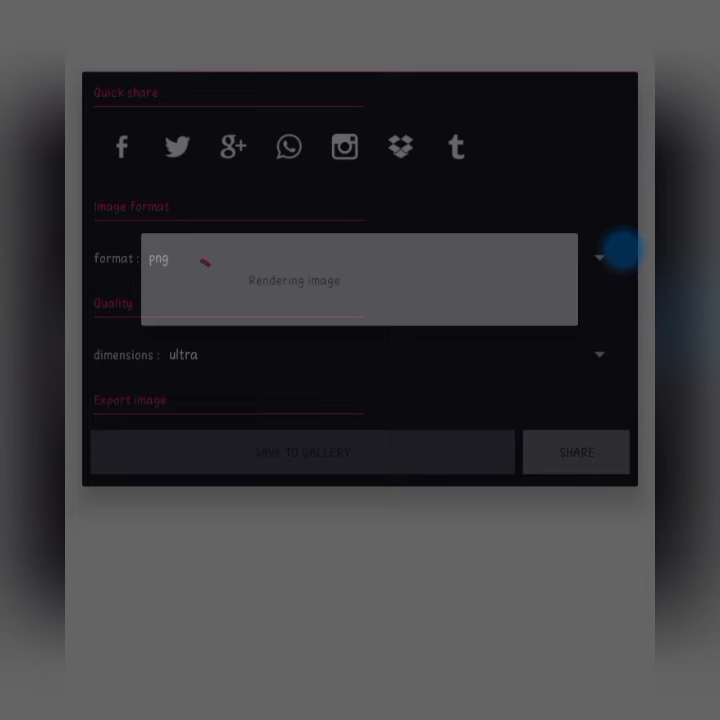 Quick share
Image format
format : png
Rendering image
Quality
dimensions : ultra
Export image
SAVE TO GALLERY SHARE